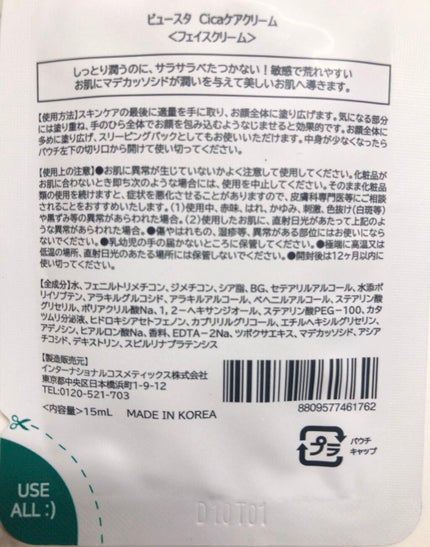 ピュースタ Cicaケアクリーム
＜フェイスクリーム＞
しっとり潤うのに、サラサラべたつかない！敏感で荒れやすい
お肌にマデカッソシドが潤いを与えて美しいお肌へ導きます。
【使用方法】スキンケアの最後に適量を手に取り、お顔全体に塗り広げます。気になる部分
には塗り重ね、手のひら全体でお顔を包み込むようなじませると効果的です。お顔全体に
多めに塗り広げ、スリーピングパックとしてもお使いいただけます。中身が少なくなったら
パウチ左下の切り口から開けて使い切ってください。
【使用上の注意】●お肌に異常が生じていないかよく注意して使用してください。化粧品が
お肌に合わないとき即ち次のような場合には、使用を中止してください。そのまま化粧品
類の使用を続けますと、症状を悪化させることがありますので、皮膚科専門医等にご相談
されることをおすすめいたします。(1)使用中、赤味、はれ、かゆみ、刺激、色抜け(白斑等)
や黒ずみ等の異常があらわれた場合。(2)使用したお肌に、直射日光があたって上記のよ
うな異常があらわれた場合。●傷やはれもの、湿疹等、異常がある部位にはお使いになら
ないでください。●乳幼児の手の届かないところに保管してください。●極端に高温又は
低温の場所、直射日光のあたる場所には保管しないでください。●開封後は12ヶ月以内に
使い切ってください。
【全成分】水、フェニルトリメチコン、ジメチコン、シア脂、BG、セテアリルアルコール、水添ポ
リイソブテン、アラキルグルコシド、アラキルアルコール、ベヘニルアルコール、ステアリン酸グ
リセリル、ポリアクリル酸Na、1，2－ヘキサンジオール、ステアリン酸PEG-100、カタ
ツムリ分泌液、ヒドロキシアセトフェノン、カプリリルグリコール、エチルヘキシルグリセリン、
アデノシン、ヒアルロン酸Na、香料、EDTA－2Na、ツボクサエキス、マデカッソシド、アシア
チコシド、デキストリン、スピルリナプラテンシス
【製造販売元】
インターナショナルコスメティックス株式会社
東京都中央区日本橋浜町1-9-12
TEL:0120-521-703
＜内容量＞15mL MADE IN KOREA
8809577461762
プラ
パウチ
キャップ
USE
ALL :)
D10T01